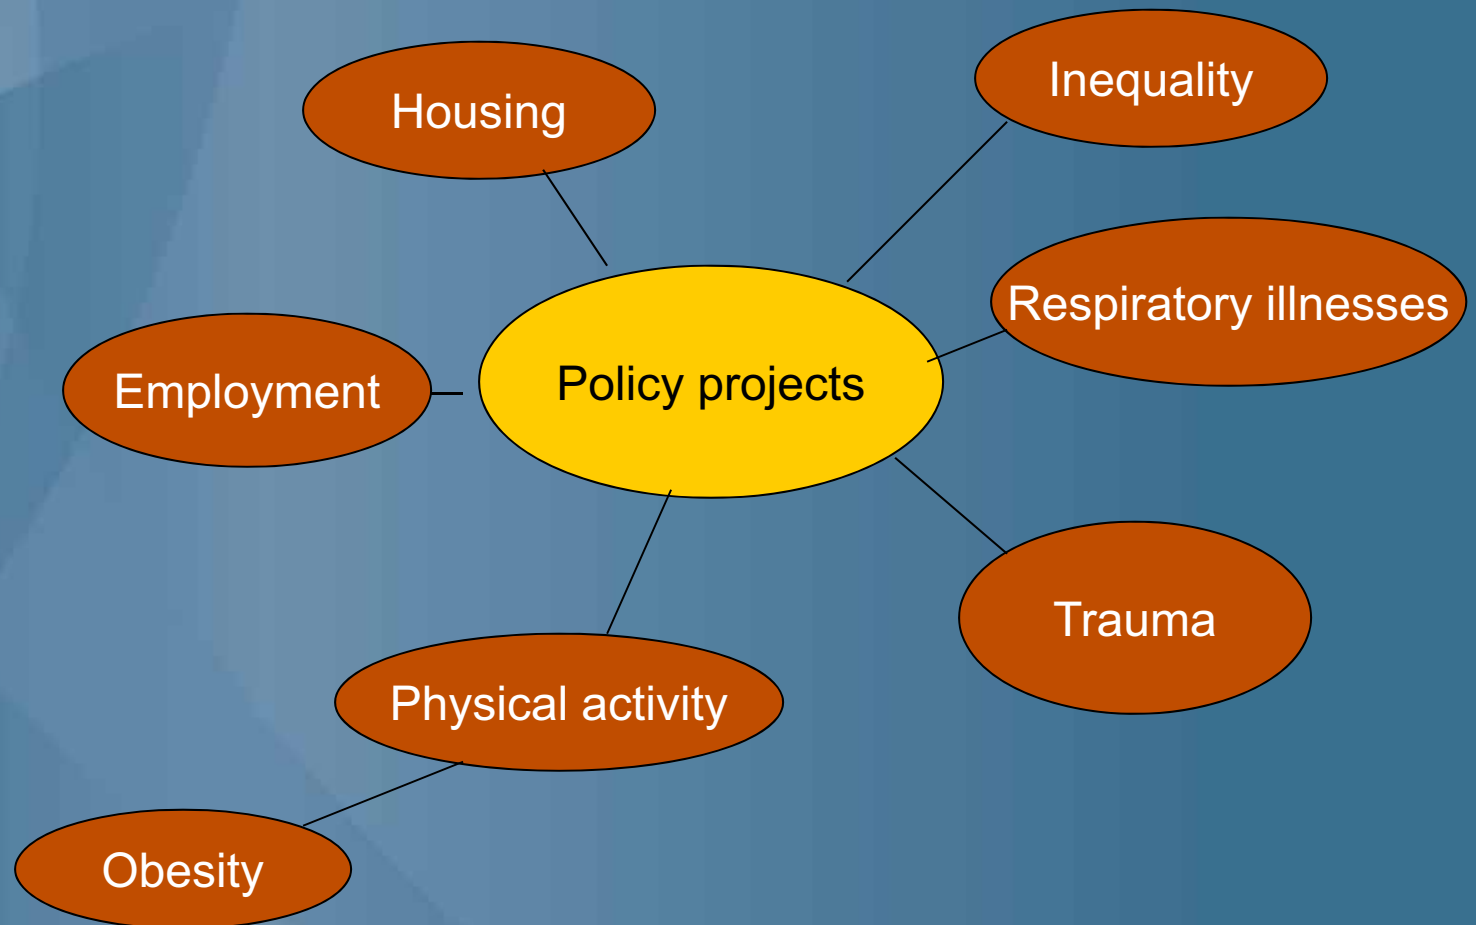 Housing
Inequality
Respiratory illnesses
Policy projects
Employment
Trauma
Physical activity
Obesity